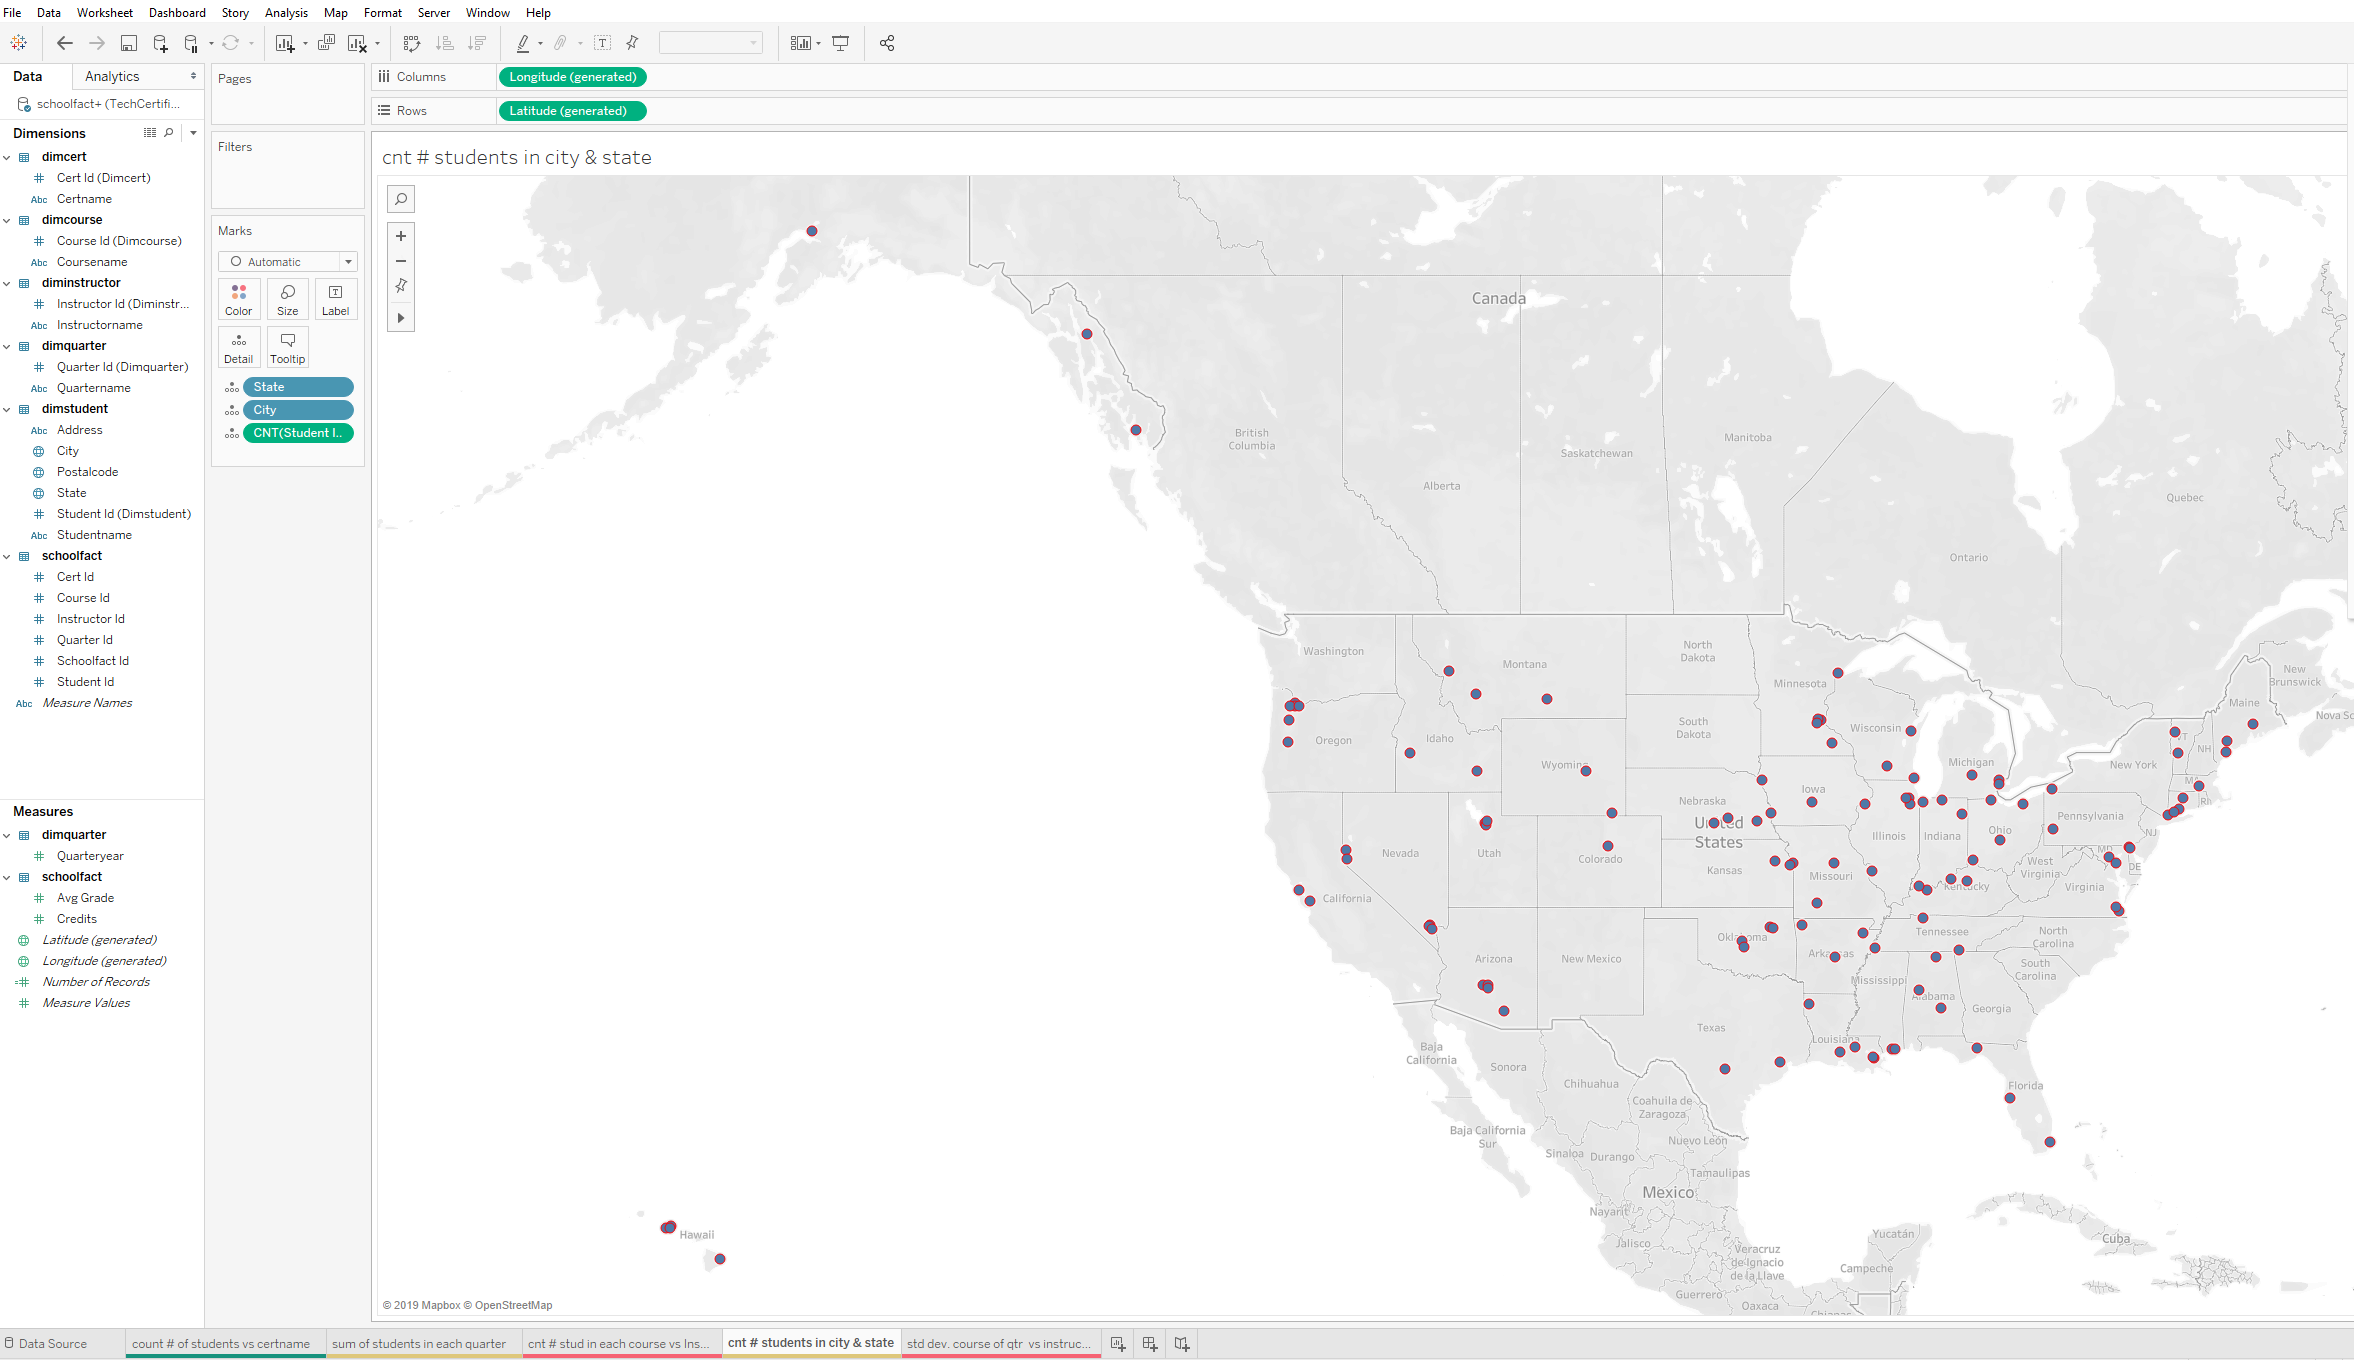 File Data Worksheet Dashboard Story Analysis Map Format Server Window Help
Data Analytics
schoolfact+ (TechCertifi...
Dimensions
dimcert
Cert Id (Dimcert)
Abc Certname
dimcourse
Course Id (Dimcourse)
Abc Coursename
diminstructor
Instructor Id (Diminstr...
Abc Instructorname
dimquarter
Quarter Id (Dimquarter)
Abc Quartername
dimstudent
Abc Address
City
Postalcode
State
Student Id (Dimstudent)
Abc Studentname
schoolfact
Cert Id
Course Id
Instructor Id
Quarter Id
Schoolfact Id
Student Id
Abc Measure Names
Measures
dimquarter
Quarteryear
schoolfact
Avg Grade
Credits
Latitude (generated)
Longitude (generated)
Number of Records
Measure Values
Pages
Filters
Marks
Automatic
Color Size Label
Detail Tooltip
State
City
CNT(Student I..
Columns Longitude (generated)
Rows Latitude (generated)
cnt # students in city & state
Canada
British
Columbia
Alberta
Saskatchewan
Manitoba
Ontario
Quebec
New
Brunswick
Nova Sc
Maine
Washington
Montana
North
Dakota
Minnesota
South
Dakota
Wisconsin
Michigan
New York
VT
NH
MA
RI
Oregon
Idaho
Wyoming
Nebraska
Iowa
Illinois
Indiana
Ohio
Pennsylvania
NJ
MD
DE
United
States
Nevada
Utah
Colorado
Kansas
Missouri
West
Virginia
Kentucky
Virginia
California
Arizona
New Mexico
Oklahoma
Arkansas
Tennessee
North
Carolina
South
Carolina
Mississippi
Alabama
Georgia
Texas
Louisiana
Florida
Baja
California
Sonora
Chihuahua
Coahuila de
Zaragoza
Baja California
Sur
Nuevo León
Sinaloa
Durango
Tamaulipas
Mexico
Nayarit
Jalisco
Veracruz
de Ignacio
de la Llave
Yucatán
Campeche
Cuba
Guerrero
Oaxaca
Chiapas
Hawaii
© 2019 Mapbox © OpenStreetMap
Data Source count # of students vs certname sum of students in each quarter cnt # stud in each course vs Ins... cnt # students in city & state std dev. course of qtr vs instruc...